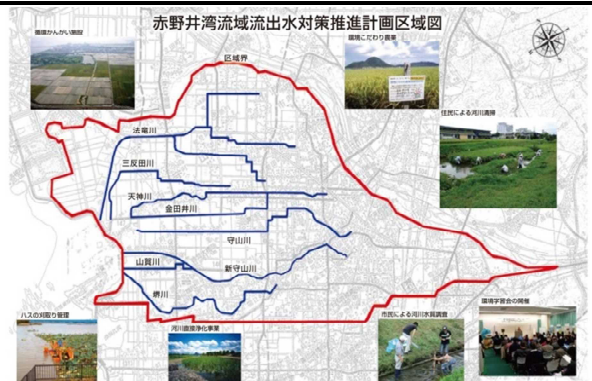 赤野井湾流域流出水対策推進計画区域図
循環かんがい施設
区域界
環境こだわり農業
住民による河川清掃
法竜川
三反田川
天神川
金田井川
守山川
山賀川
新守山川
堺川
ハスの刈取り管理
河川直接浄化事業
市民による河川水質調査
環境学習会の開催